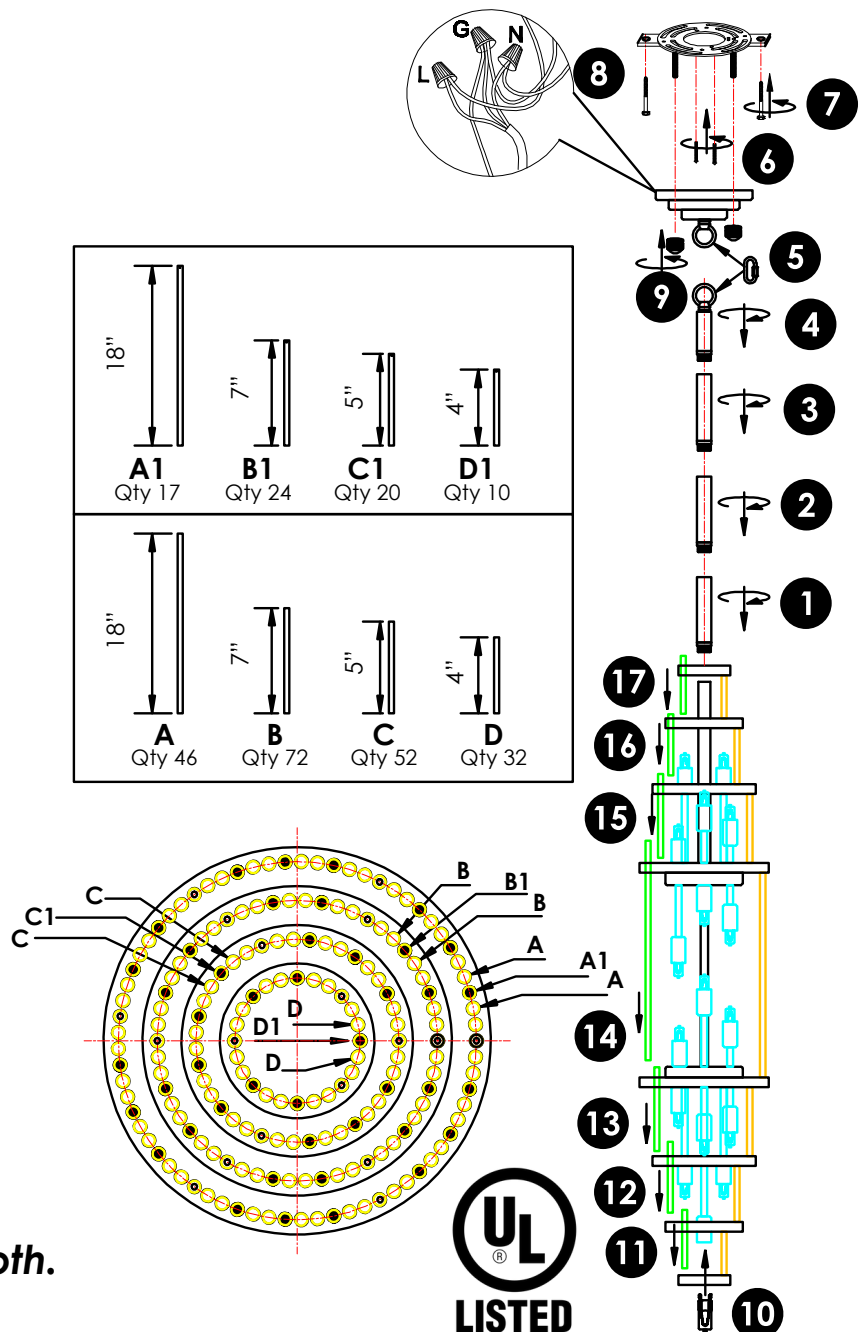 G
N
L
8
7
6
5
9
4
3
2
1
18”
7”
5”
4”
A1
B1
C1
D1
Qty 17
Qty 24
Qty 20
Qty 10
18”
7”
5”
4”
A
B
C
D
Qty 46
Qty 72
Qty 52
Qty 32
17
16
15
14
13
12
11
10
B
B1
B
C
C1
C
A
A1
A
D
D1
D
oth.
UL
®
LISTED